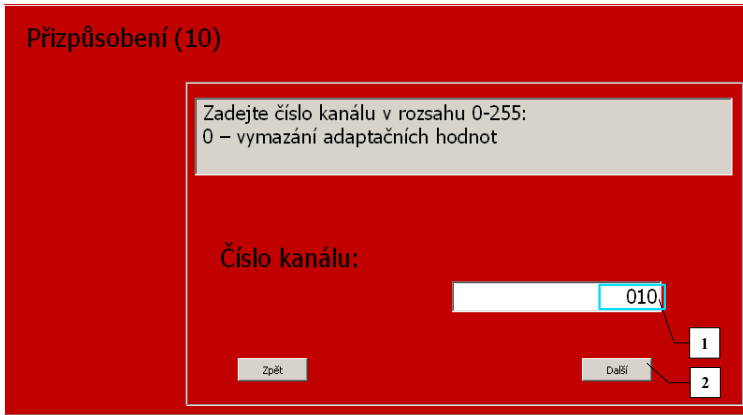 Přizpůsobení (10)
Zadejte číslo kanálu v rozsahu 0-255:
0 – vymazání adaptačních hodnot
Číslo kanálu:
010
1
Zpět
Další
2